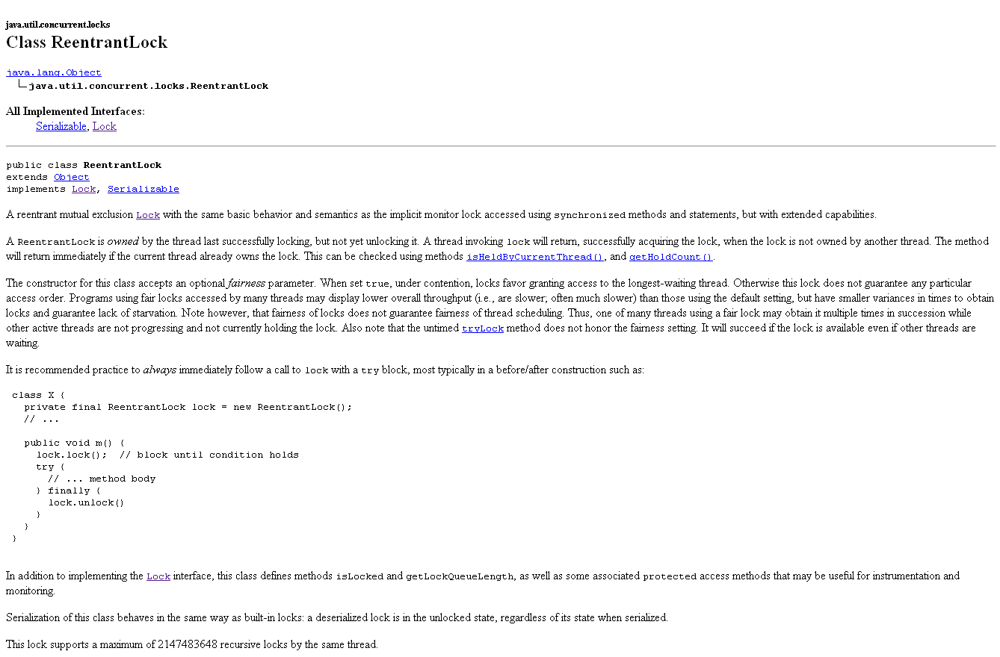 java.util.concurrent.locks
Class ReentrantLock
java.lang.Object
java.util.concurrent.locks.ReentrantLock
All Implemented Interfaces:
Serializable, Lock
public class ReentrantLock
extends Object
implements Lock, Serializable
A reentrant mutual exclusion Lock with the same basic behavior and semantics as the implicit monitor lock accessed using synchronized methods and statements, but with extended capabilities.
A ReentrantLock is owned by the thread last successfully locking, but not yet unlocking it. A thread invoking lock will return, successfully acquiring the lock, when the lock is not owned by another thread. The method
will return immediately if the current thread already owns the lock. This can be checked using methods isHeldByCurrentThread(), and getHoldCount().
The constructor for this class accepts an optional fairness parameter. When set true, under contention, locks favor granting access to the longest-waiting thread. Otherwise this lock does not guarantee any particular
access order. Programs using fair locks accessed by many threads may display lower overall throughput (i.e., are slower; often much slower) than those using the default setting, but have smaller variances in times to obtain
locks and guarantee lack of starvation. Note however, that fairness of locks does not guarantee fairness of thread scheduling. Thus, one of many threads using a fair lock may obtain it multiple times in succession while
other active threads are not progressing and not currently holding the lock. Also note that the untimed tryLock method does not honor the fairness setting. It will succeed if the lock is available even if other threads are
waiting.
It is recommended practice to always immediately follow a call to lock with a try block, most typically in a before/after construction such as:
class X {
private final ReentrantLock lock = new ReentrantLock();
// ...
public void m() {
lock.lock();  // block until condition holds
try {
// ... method body
} finally {
lock.unlock()
}
}
}
In addition to implementing the Lock interface, this class defines methods isLocked and getLockQueueLength, as well as some associated protected access methods that may be useful for instrumentation and
monitoring.
Serialization of this class behaves in the same way as built-in locks: a deserialized lock is in the unlocked state, regardless of its state when serialized.
This lock supports a maximum of 2147483648 recursive locks by the same thread.